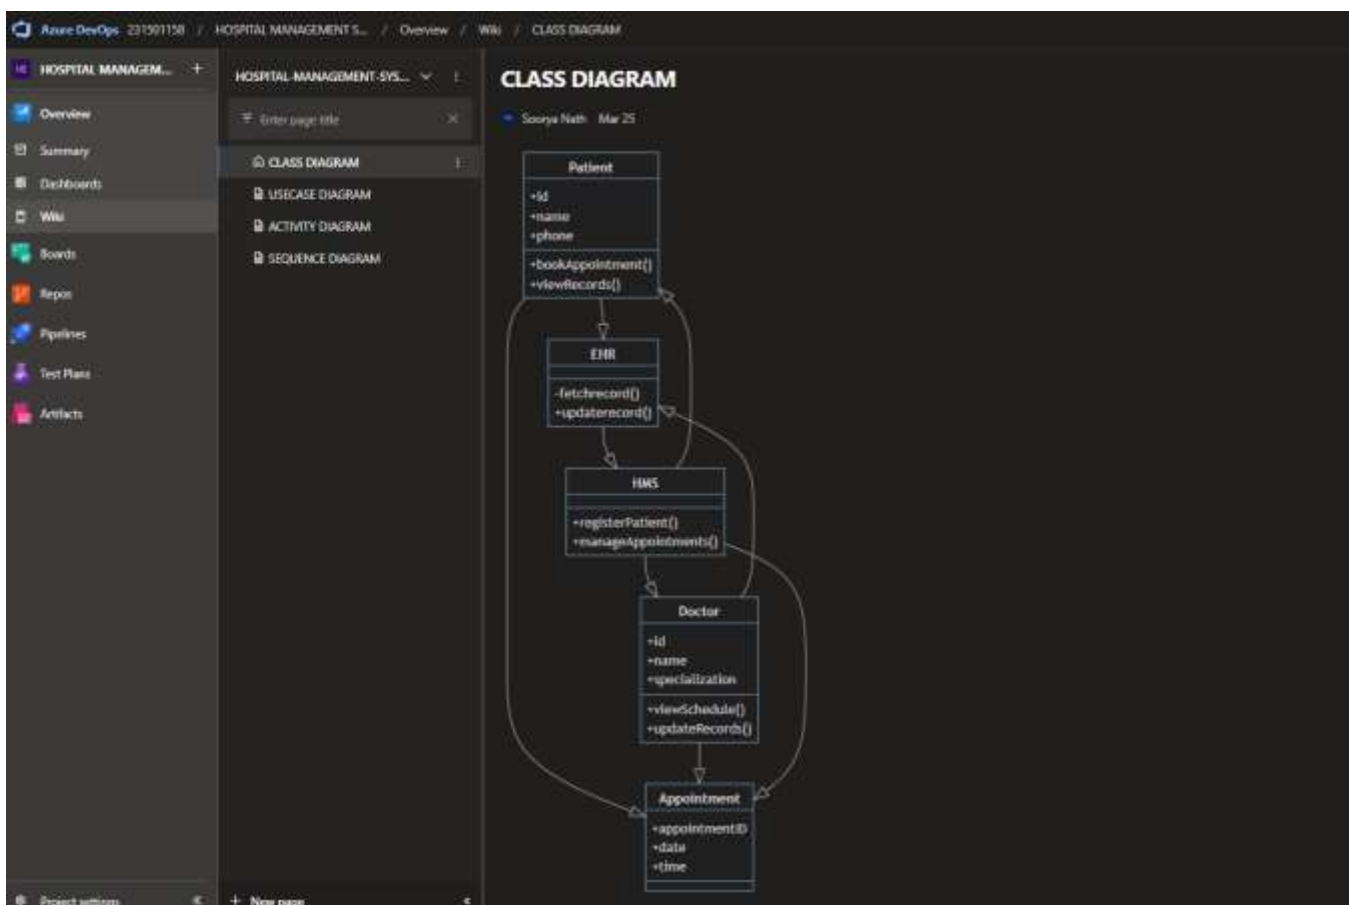 Azure DevOps 231501158 / HOSPITAL MANAGEMENT S... / Overview / Wiki / CLASS DIAGRAM
HOSPITAL MANAGEM... +
Overview
Summary
Dashboards
Wiki
Boards
Repos
Pipelines
Test Plans
Artifacts
Project settings
HOSPITAL-MANAGEMENT-SYS...
Enter page title
CLASS DIAGRAM
USECASE DIAGRAM
ACTIVITY DIAGRAM
SEQUENCE DIAGRAM
+ New page
CLASS DIAGRAM
Soorya Nath Mar 25
Patient
+id
+name
+phone
+bookAppointment()
+viewRecords()
EHR
-fetchrecord()
+updaterecord()
HMS
+registerPatient()
+manageAppointments()
Doctor
+id
+name
+specialization
+viewSchedule()
+updateRecords()
Appointment
+appointmentID
+date
+time